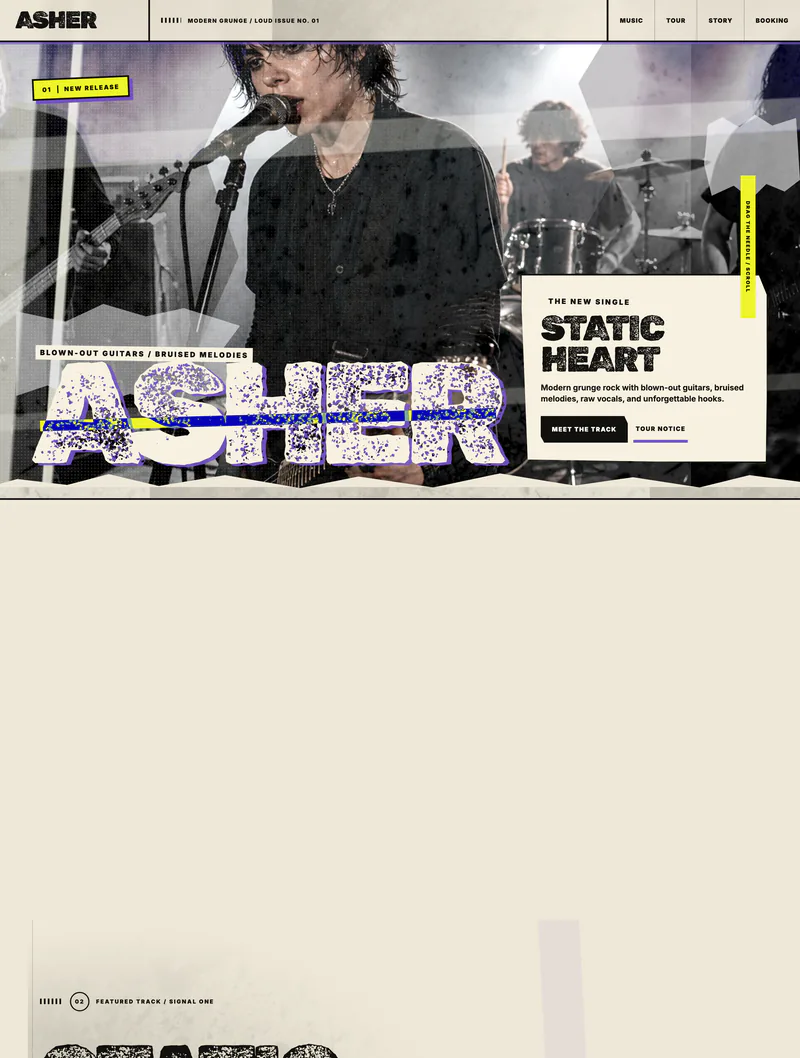 ASHER
MODERN GRUNGE / LOUD ISSUE NO. 01
MUSIC
TOUR
STORY
BOOKING
01 | NEW RELEASE
DRAG THE NEEDLE / SCROLL
BLOWN-OUT GUITARS / BRUISED MELODIES
ASHER
THE NEW SINGLE
STATIC
HEART
Modern grunge rock with blown-out guitars, bruised
melodies, raw vocals, and unforgettable hooks.
MEET THE TRACK
TOUR NOTICE
02
FEATURED TRACK / SIGNAL ONE
STATIC